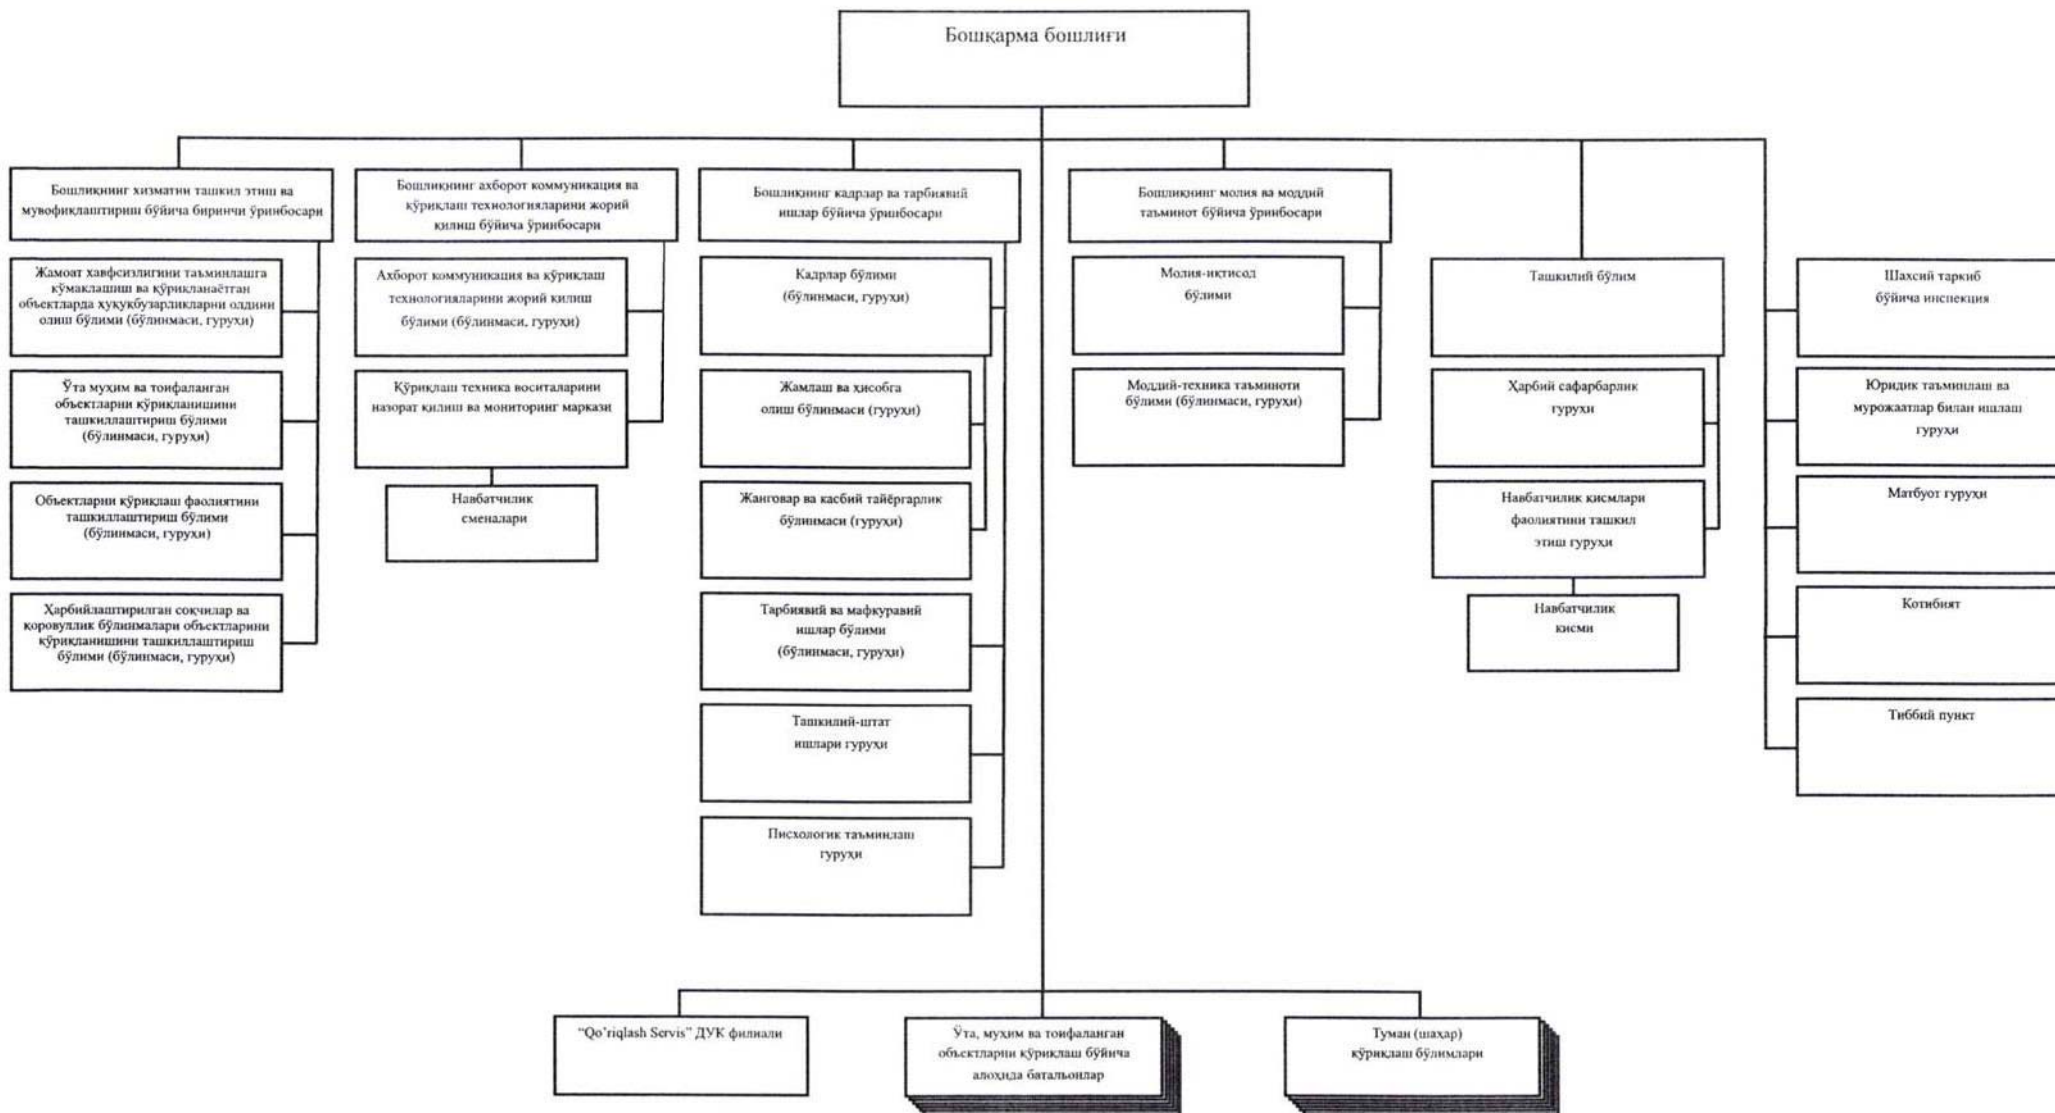 Бошқарма бошлиғи
Бошлиқнинг хизматни ташкил этиш ва
мувофиқлаштириш бўйича биринчи ўринбосари
Жамоат хавфсизлигини таъминлашга
кўмаклашиш ва қўриқланаётган
объектларда ҳуқуқбузарликларни олдини
олиш бўлими (бўлинмаси, гуруҳи)
Ўта муҳим ва тоифаланган
объектларни қўриқланишини
ташкиллаштириш бўлими
(бўлинмаси, гуруҳи)
Объектларни қўриқлаш фаолиятини
ташкиллаштириш бўлими
(бўлинмаси, гуруҳи)
Ҳарбийлаштирилган соқчилар ва
қоровуллик бўлинмалари объектларини
қўриқланишини ташкиллаштириш
бўлими (бўлинмаси, гуруҳи)
Бошлиқнинг ахборот коммуникация ва
қўриқлаш технологияларини жорий
қилиш бўйича ўринбосари
Ахборот коммуникация ва қўриқлаш
технологияларини жорий қилиш
бўлими (бўлинмаси, гуруҳи)
Қўриқлаш техника воситаларини
назорат қилиш ва мониторинг маркази
Навбатчилик
сменалари
Бошлиқнинг кадрлар ва тарбиявий
ишлар бўйича ўринбосари
Кадрлар бўлими
(бўлинмаси, гуруҳи)
Жамлаш ва ҳисобга
олиш бўлинмаси (гуруҳи)
Жанговар ва касбий тайёргарлик
бўлинмаси (гуруҳи)
Тарбиявий ва мафкуравий
ишлар бўлими
(бўлинмаси, гуруҳи)
Ташкилий-штат
ишлари гуруҳи
Писхологик таъминлаш
гуруҳи
Бошлиқнинг молия ва моддий
таъминот бўйича ўринбосари
Молия-иқтисод
бўлими
Моддий-техника таъминоти
бўлими (бўлинмаси, гуруҳи)
Ташкилий бўлим
Ҳарбий сафарбарлик
гуруҳи
Навбатчилик қисмлари
фаолиятини ташкил
этиш гуруҳи
Навбатчилик
қисми
Шахсий таркиб
бўйича инспекция
Юридик таъминлаш ва
мурожаатлар билан ишлаш
гуруҳи
Матбуот гуруҳи
Котибият
Тиббий пункт
“Qo’riqlash Servis” ДУК филиали
Ўта, муҳим ва тоифаланган
объектларни қўриқлаш бўйича
алоҳида батальонлар
Туман (шаҳар)
қўриқлаш бўлимлари